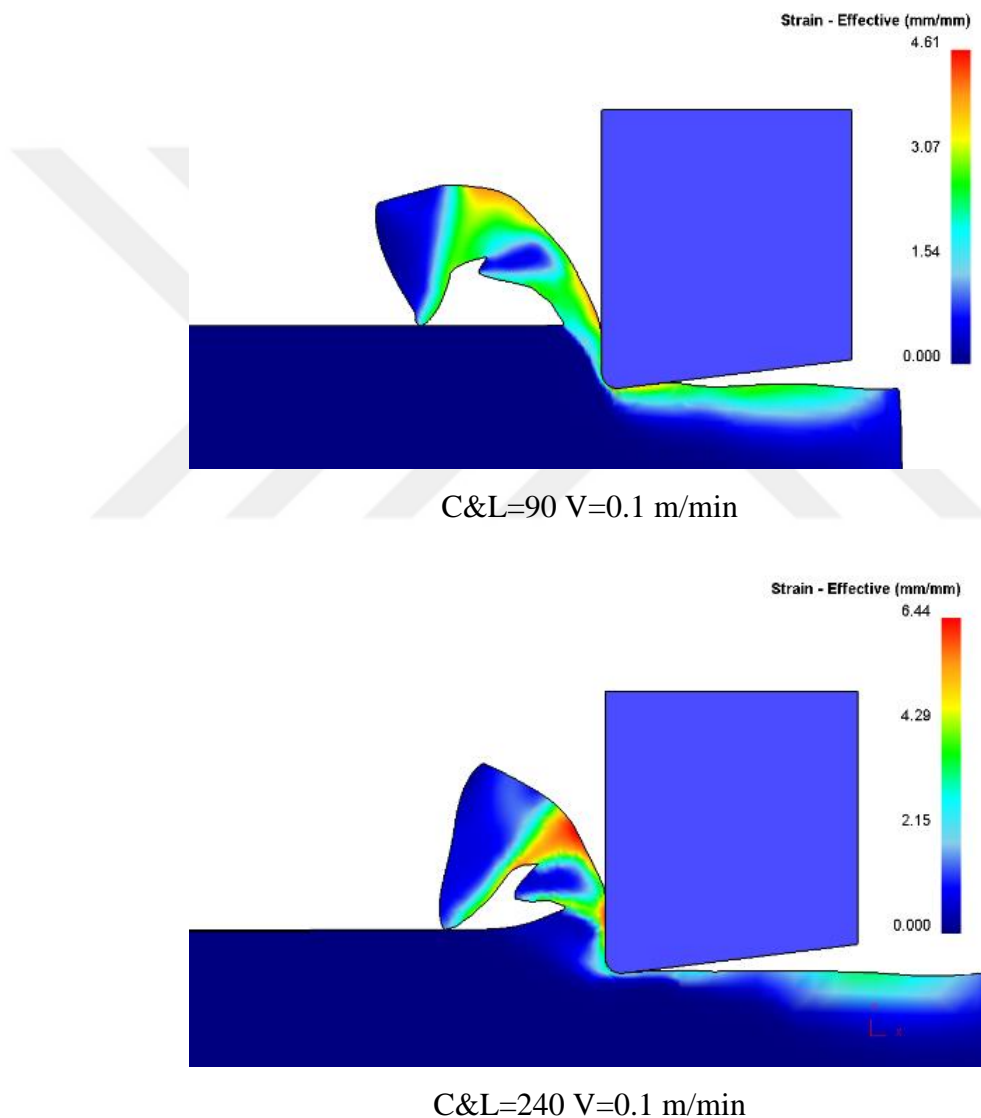 Strain - Effective (mm/mm)
4.61
3.07
1.54
0.000
C&L=90 V=0.1 m/min
Strain - Effective (mm/mm)
6.44
4.29
2.15
0.000
X
C&L=240 V=0.1 m/min